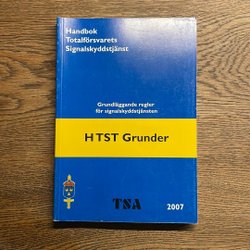 Handbok
Totalförsvarets
Signalskyddstjänst
Grundläggande regler
för signalskyddstjänsten
H TST Grunder
TSA
2007